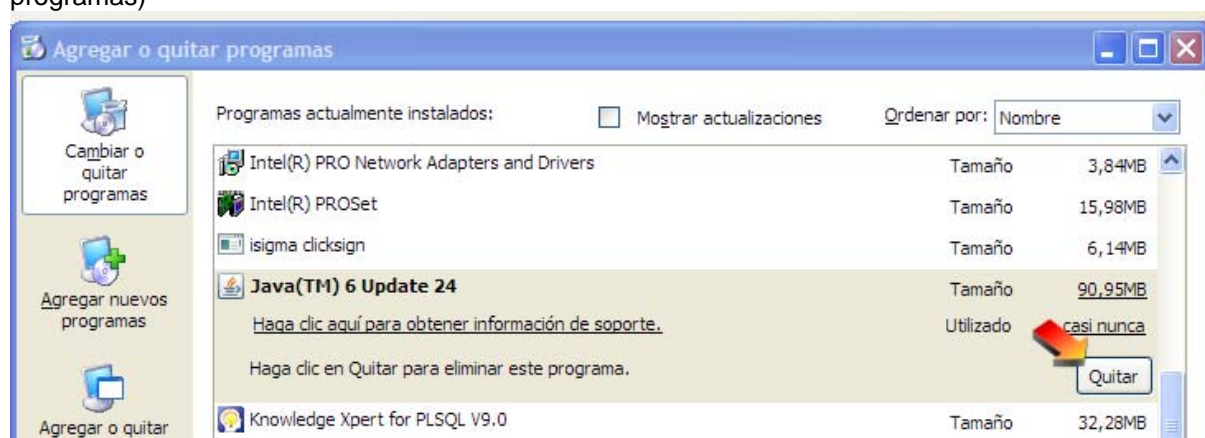 programas)
Agregar o quitar programas
Cambiar o
quitar
programas
Agregar nuevos
programas
Agregar o quitar
Programas actualmente instalados:
Mostrar actualizaciones
Ordenar por: Nombre
Intel(R) PRO Network Adapters and Drivers Tamaño 3,84MB
Intel(R) PROSet Tamaño 15,98MB
isigma clicksign Tamaño 6,14MB
Java(TM) 6 Update 24 Tamaño 90,95MB
Haga clic aquí para obtener información de soporte. Utilizado casi nunca
Haga clic en Quitar para eliminar este programa.
Quitar
Knowledge Xpert for PLSQL V9.0 Tamaño 32,28MB